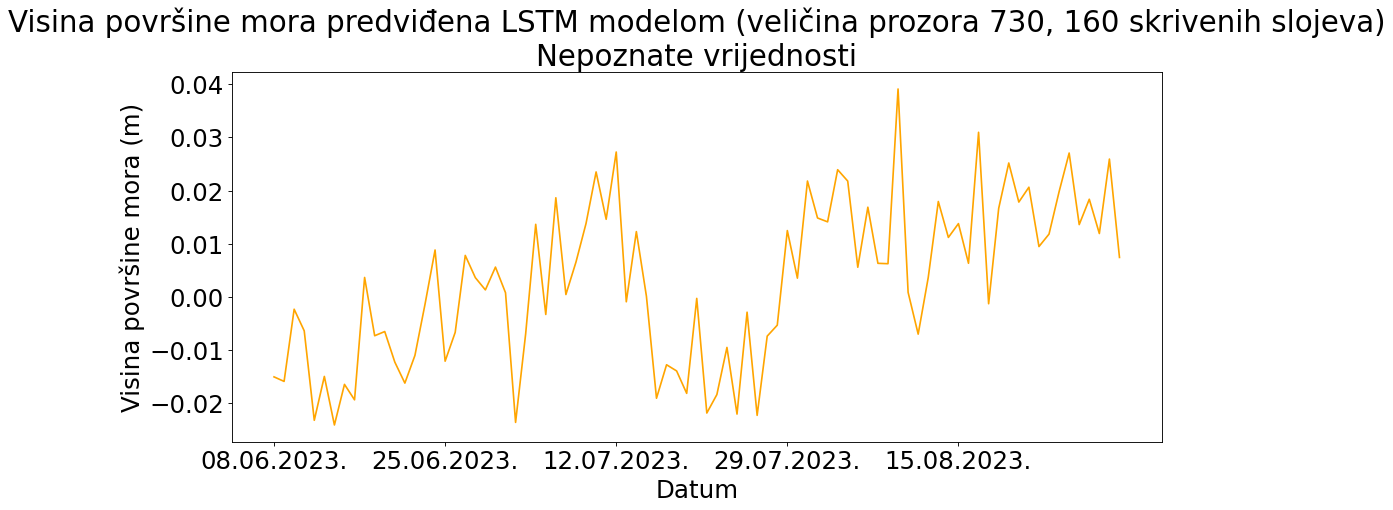 Visina površine mora predviđena LSTM modelom (veličina prozora 730, 160 skrivenih slojeva)
Nepoznate vrijednosti
Visina površine mora (m)
0.04
0.03
0.02
0.01
0.00
−0.01
−0.02
08.06.2023. 25.06.2023. 12.07.2023. 29.07.2023. 15.08.2023.
Datum